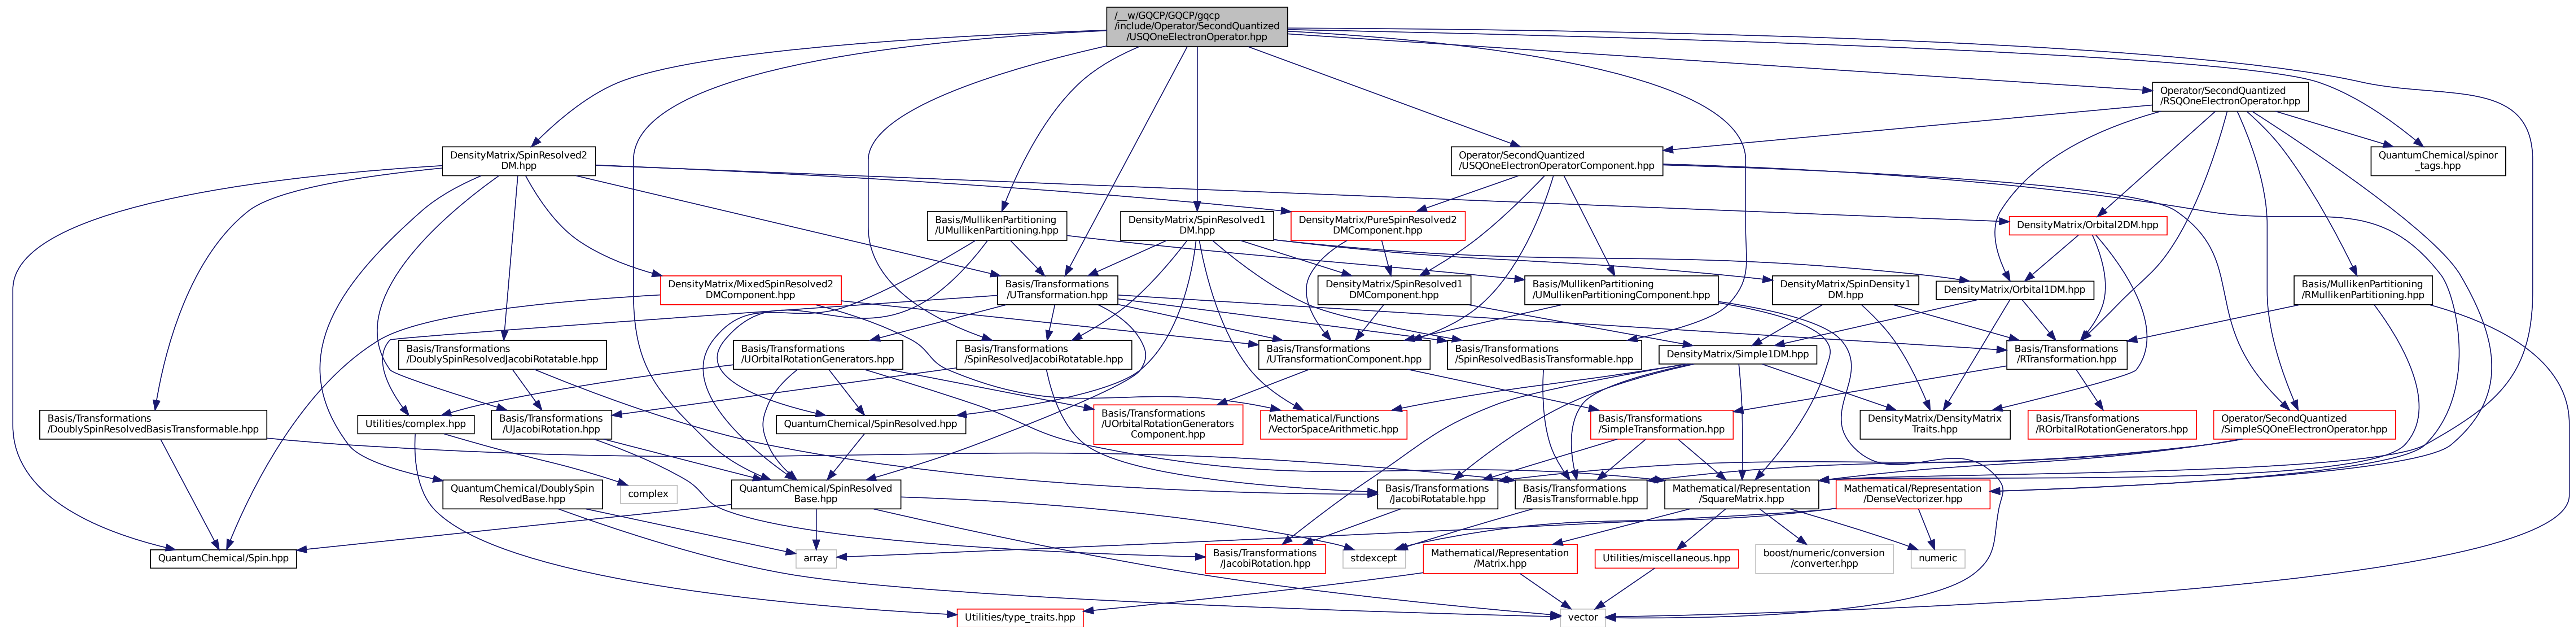 /__w/GQCP/GQCP/gqcp
/include/Operator/SecondQuantized
/USQOneElectronOperator.hpp
Operator/SecondQuantized
/RSQOneElectronOperator.hpp
DensityMatrix/SpinResolved2
DM.hpp
Operator/SecondQuantized
/USQOneElectronOperatorComponent.hpp
QuantumChemical/spinor
_tags.hpp
Basis/MullikenPartitioning
/UMullikenPartitioning.hpp
DensityMatrix/SpinResolved1
DM.hpp
DensityMatrix/PureSpinResolved2
DMComponent.hpp
DensityMatrix/Orbital2DM.hpp
DensityMatrix/MixedSpinResolved2
DMComponent.hpp
Basis/Transformations
/UTransformation.hpp
DensityMatrix/SpinResolved1
DMComponent.hpp
Basis/MullikenPartitioning
/UMullikenPartitioningComponent.hpp
DensityMatrix/SpinDensity1
DM.hpp
DensityMatrix/Orbital1DM.hpp
Basis/MullikenPartitioning
/RMullikenPartitioning.hpp
Basis/Transformations
/DoublySpinResolvedJacobiRotatable.hpp
Basis/Transformations
/UOrbitalRotationGenerators.hpp
Basis/Transformations
/SpinResolvedJacobiRotatable.hpp
Basis/Transformations
/UTransformationComponent.hpp
Basis/Transformations
/SpinResolvedBasisTransformable.hpp
DensityMatrix/Simple1DM.hpp
Basis/Transformations
/RTransformation.hpp
Basis/Transformations
/DoublySpinResolvedBasisTransformable.hpp
Utilities/complex.hpp
Basis/Transformations
/UJacobiRotation.hpp
QuantumChemical/SpinResolved.hpp
Basis/Transformations
/UOrbitalRotationGenerators
Component.hpp
Mathematical/Functions
/VectorSpaceArithmetic.hpp
Basis/Transformations
/SimpleTransformation.hpp
DensityMatrix/DensityMatrix
Traits.hpp
Basis/Transformations
/ROrbitalRotationGenerators.hpp
Operator/SecondQuantized
/SimpleSQOneElectronOperator.hpp
QuantumChemical/DoublySpin
ResolvedBase.hpp
complex
QuantumChemical/SpinResolved
Base.hpp
Basis/Transformations
/JacobiRotatable.hpp
Basis/Transformations
/BasisTransformable.hpp
Mathematical/Representation
/SquareMatrix.hpp
Mathematical/Representation
/DenseVectorizer.hpp
QuantumChemical/Spin.hpp
array
Basis/Transformations
/JacobiRotation.hpp
stdexcept
Mathematical/Representation
/Matrix.hpp
Utilities/miscellaneous.hpp
boost/numeric/conversion
/converter.hpp
numeric
Utilities/type_traits.hpp
vector